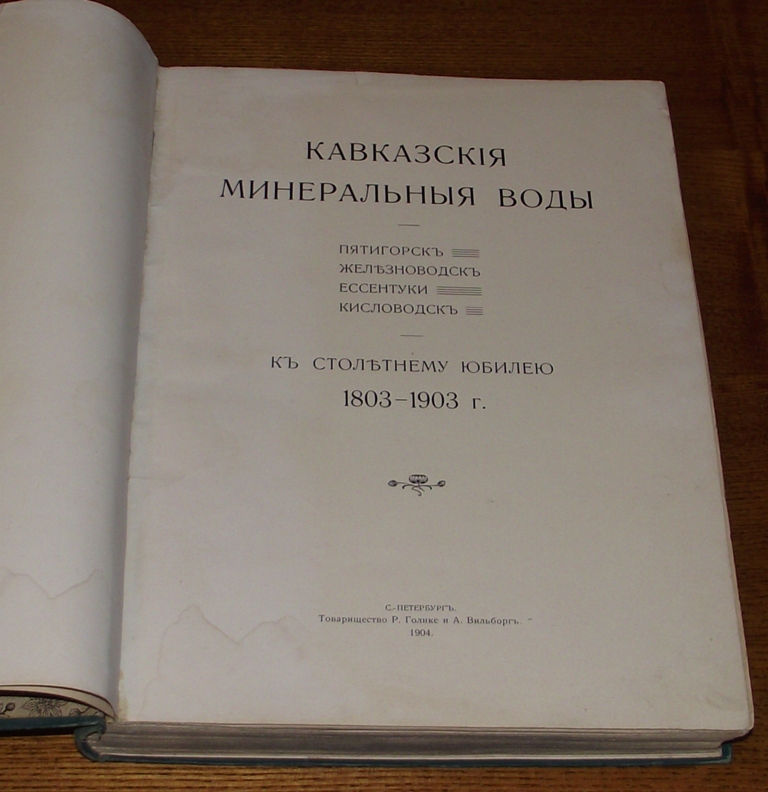 КАВКАЗСКІЯ
МИНЕРАЛЬНЫЯ ВОДЫ
ПЯТИГОРСКЪ
ЖЕЛѢЗНОВОДСКЪ
ЕССЕНТУКИ
КИСЛОВОДСКЪ
КЪ СТОЛѢТНЕМУ ЮБИЛЕЮ
1803–1903 г.
С.-ПЕТЕРБУРГЪ.
Товарищество Р. Голике и А. Вильборгъ.
1904.